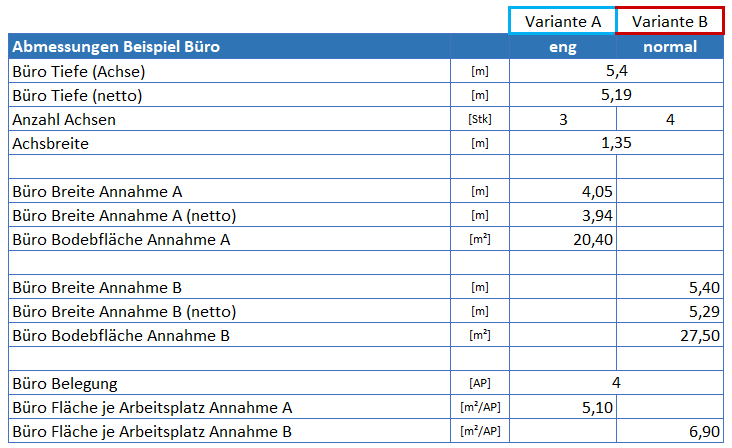 Variante A Variante B
Abmessungen Beispiel Büro eng normal
Büro Tiefe (Achse) [m] 5,4
Büro Tiefe (netto) [m] 5,19
Anzahl Achsen [Stk] 3 4
Achsbreite [m] 1,35
Büro Breite Annahme A [m] 4,05
Büro Breite Annahme A (netto) [m] 3,94
Büro Bodebfläche Annahme A [m²] 20,40
Büro Breite Annahme B [m] 5,40
Büro Breite Annahme B (netto) [m] 5,29
Büro Bodebfläche Annahme B [m²] 27,50
Büro Belegung [AP] 4
Büro Fläche je Arbeitsplatz Annahme A [m²/AP] 5,10
Büro Fläche je Arbeitsplatz Annahme B [m²/AP] 6,90